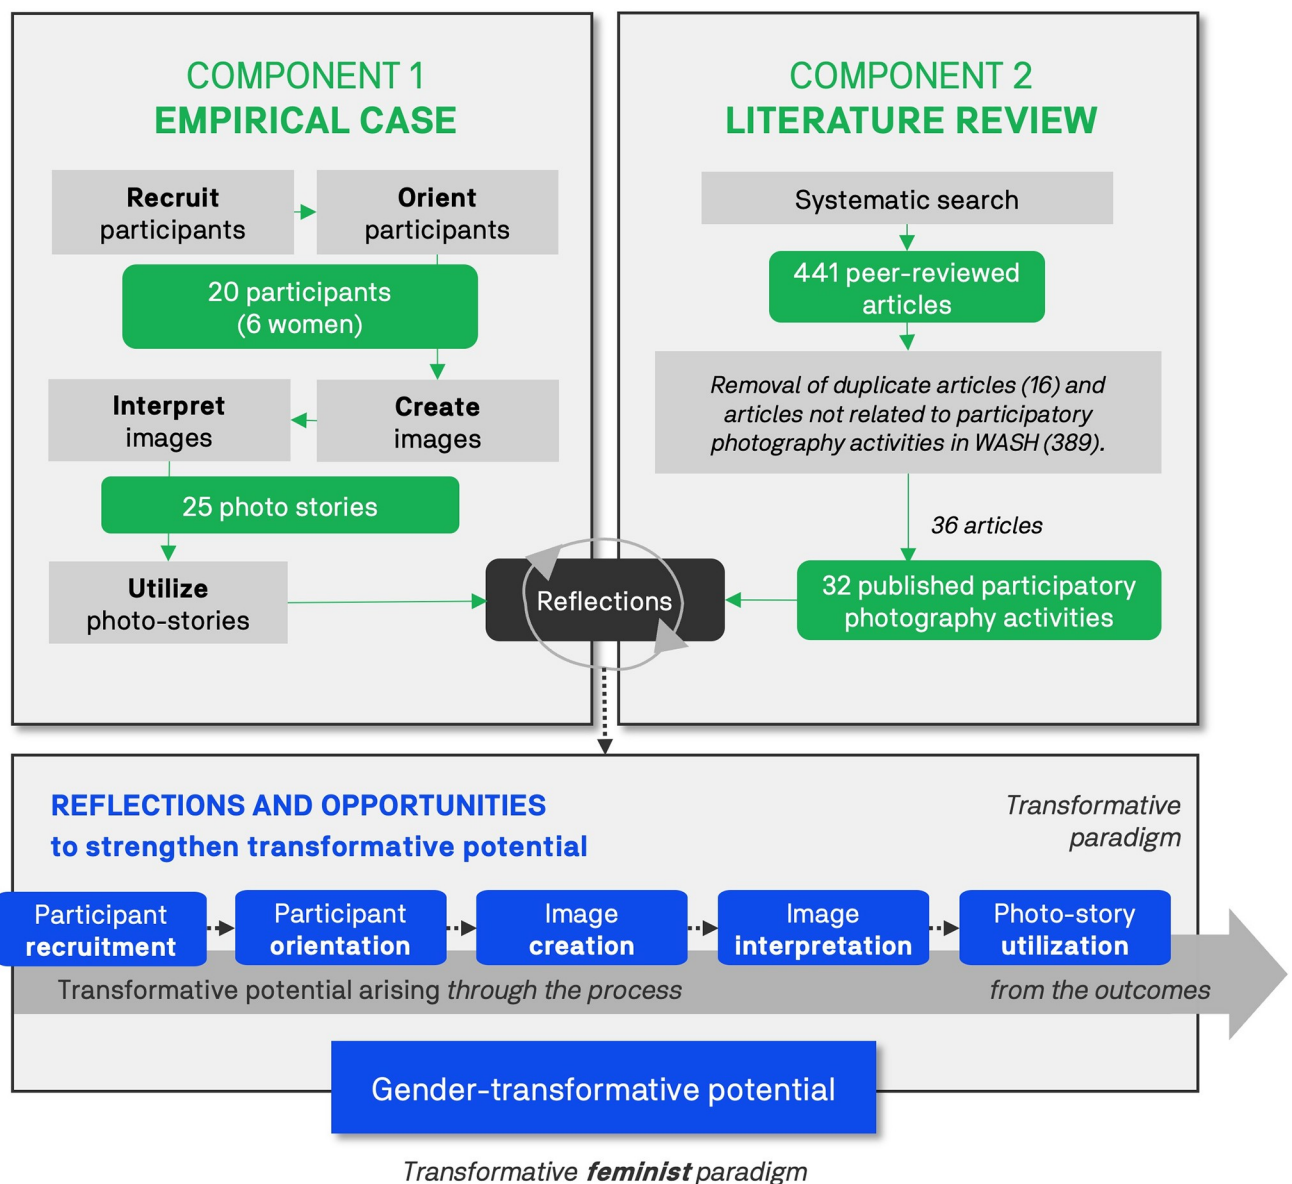 COMPONENT 1
EMPIRICAL CASE
Recruit
participants
Orient
participants
20 participants
(6 women)
Interpret
images
Create
images
25 photo stories
Utilize
photo-stories
COMPONENT 2
LITERATURE REVIEW
Systematic search
441 peer-reviewed
articles
Removal of duplicate articles (16) and
articles not related to participatory
photography activities in WASH (389).
36 articles
32 published participatory
photography activities
Reflections
REFLECTIONS AND OPPORTUNITIES
to strengthen transformative potential
Transformative
paradigm
Participant
recruitment
Participant
orientation
Image
creation
Image
interpretation
Photo-story
utilization
Transformative potential arising through the process
from the outcomes
Gender-transformative potential
Transformative feminist paradigm